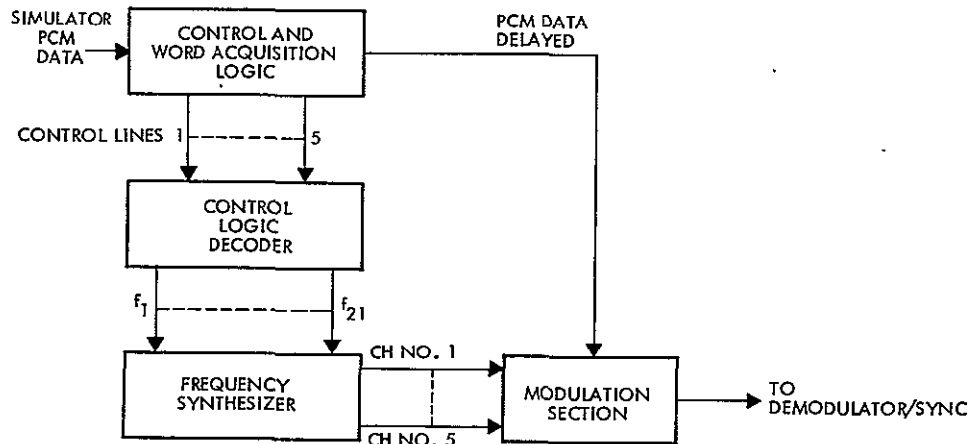 SIMULATOR
PCM
DATA
CONTROL AND
WORD ACQUISITION
LOGIC
PCM DATA
DELAYED
CONTROL LINES 1
5
CONTROL
LOGIC
DECODER
f1
f21
FREQUENCY
SYNTHESIZER
CH NO. 1
CH NO. 5
MODULATION
SECTION
TO
DEMODULATOR/SYNC